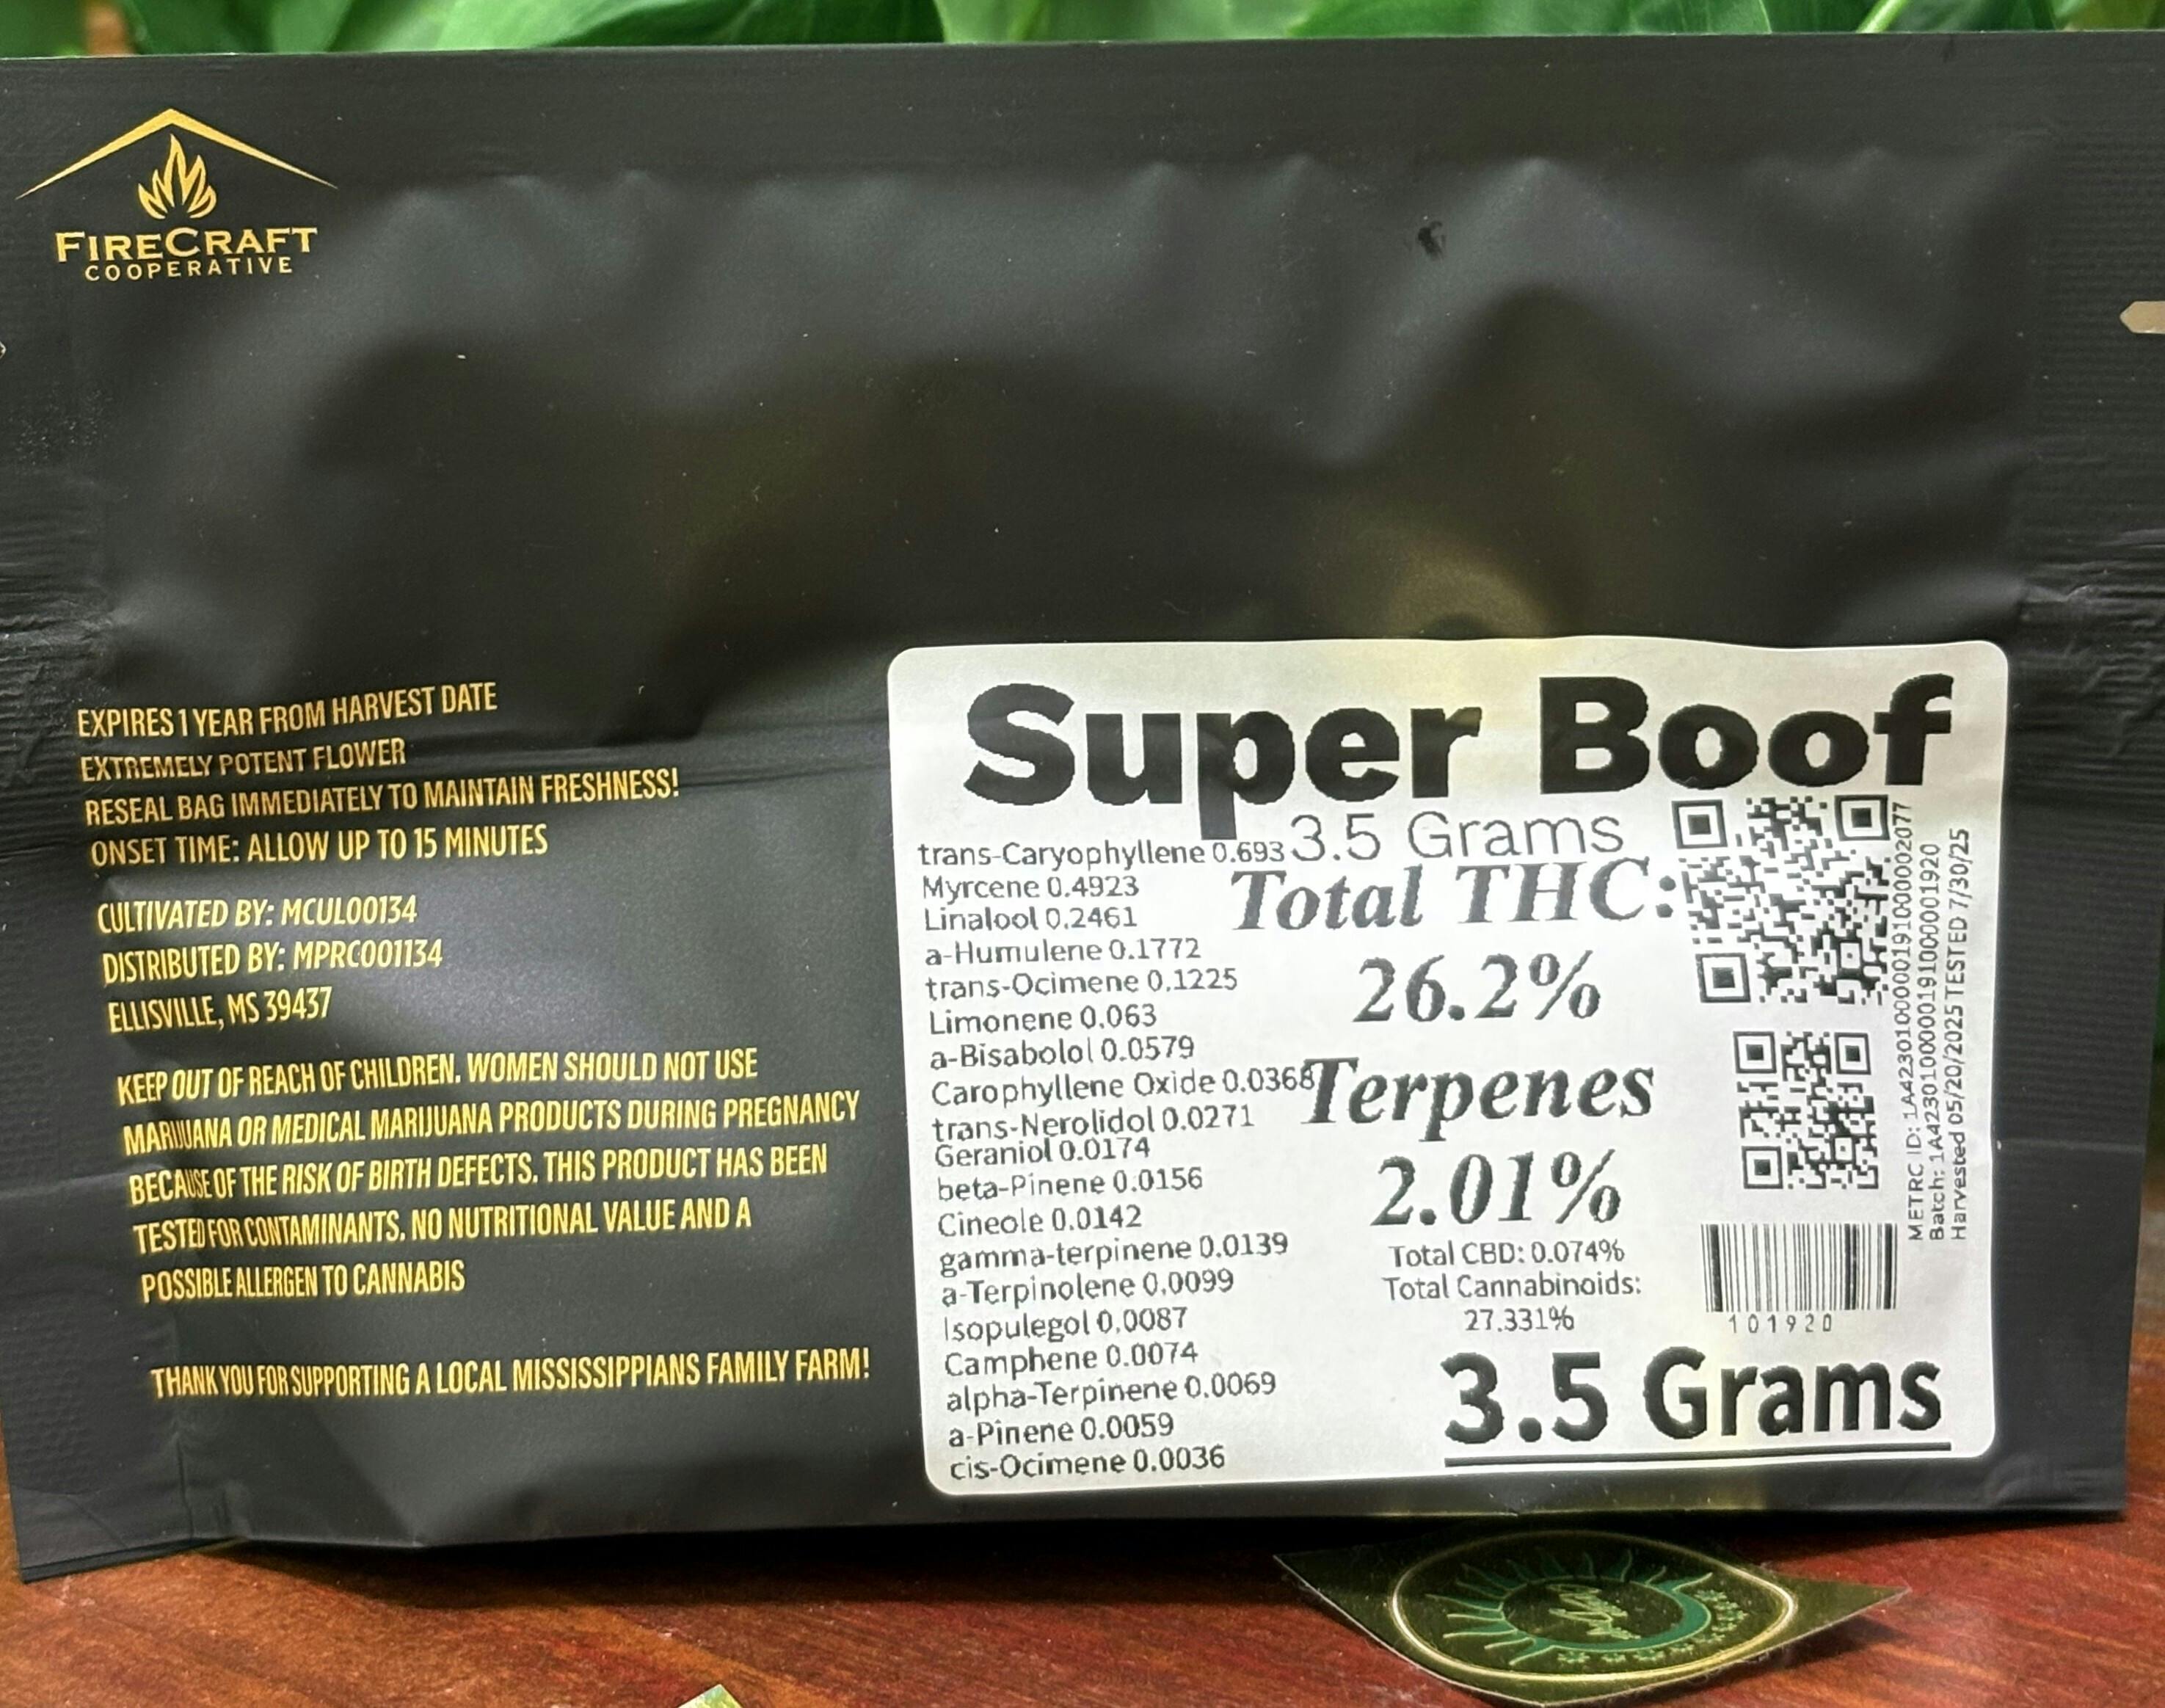 FIRECRAFT
COOPERATIVE
EXPIRES 1 YEAR FROM HARVEST DATE
EXTREMELY POTENT FLOWER
RESEAL BAG IMMEDIATELY TO MAINTAIN FRESHNESS!
ONSET TIME: ALLOW UP TO 15 MINUTES
CULTIVATED BY: MCUL00134
DISTRIBUTED BY: MPRC001134
ELLISVILLE, MS 39437
KEEP OUT OF REACH OF CHILDREN. WOMEN SHOULD NOT USE
MARIJUANA OR MEDICAL MARIJUANA PRODUCTS DURING PREGNANCY
BECAUSE OF THE RISK OF BIRTH DEFECTS. THIS PRODUCT HAS BEEN
TESTED FOR CONTAMINANTS. NO NUTRITIONAL VALUE AND A
POSSIBLE ALLERGEN TO CANNABIS
THANK YOU FOR SUPPORTING A LOCAL MISSISSIPPIANS FAMILY FARM!
Super Boof
3.5 Grams
trans-Caryophyllene 0.693
Myrcene 0.4923
Linalool 0.2461
a-Humulene 0.1772
trans-Ocimene 0.1225
Limonene 0.063
a-Bisabolol 0.0579
Carophyllene Oxide 0.0368
trans-Nerolidol 0.0271
Geraniol 0.0174
beta-Pinene 0.0156
Cineole 0.0142
gamma-terpinene 0.0139
a-Terpinolene 0.0099
Isopulegol 0.0087
Camphene 0.0074
alpha-Terpinene 0.0069
a-Pinene 0.0059
cis-Ocimene 0.0036
Total THC:
26.2%
Terpenes
2.01%
Total CBD: 0.074%
Total Cannabinoids:
27.331%
3.5 Grams
METRC ID: 1A4230100000191000002077
Batch: 1A4230100000191000001920
Harvested 05/20/2025 TESTED 7/30/25
101920